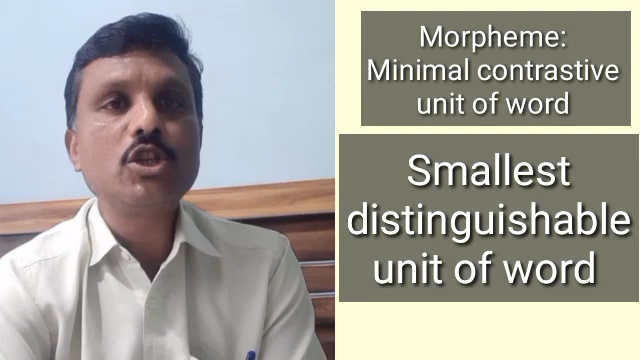 Morpheme:
Minimal contrastive
unit of word
Smallest
distinguishable
unit of word